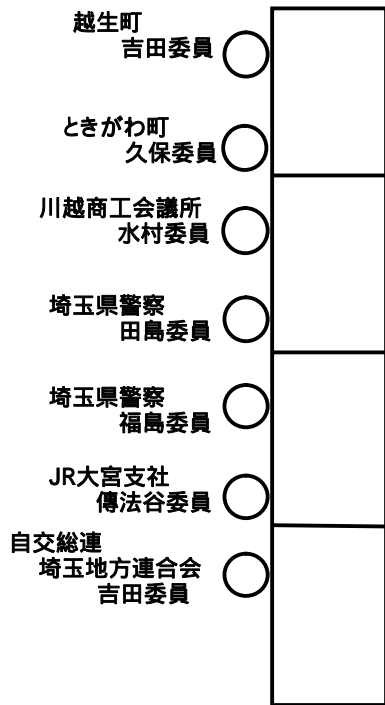 越生町
吉田委員
ときがわ町
久保委員
川越商工会議所
水村委員
埼玉県警察
田島委員
埼玉県警察
福島委員
JR大宮支社
傳法谷委員
自交総連
埼玉地方連合会
吉田委員